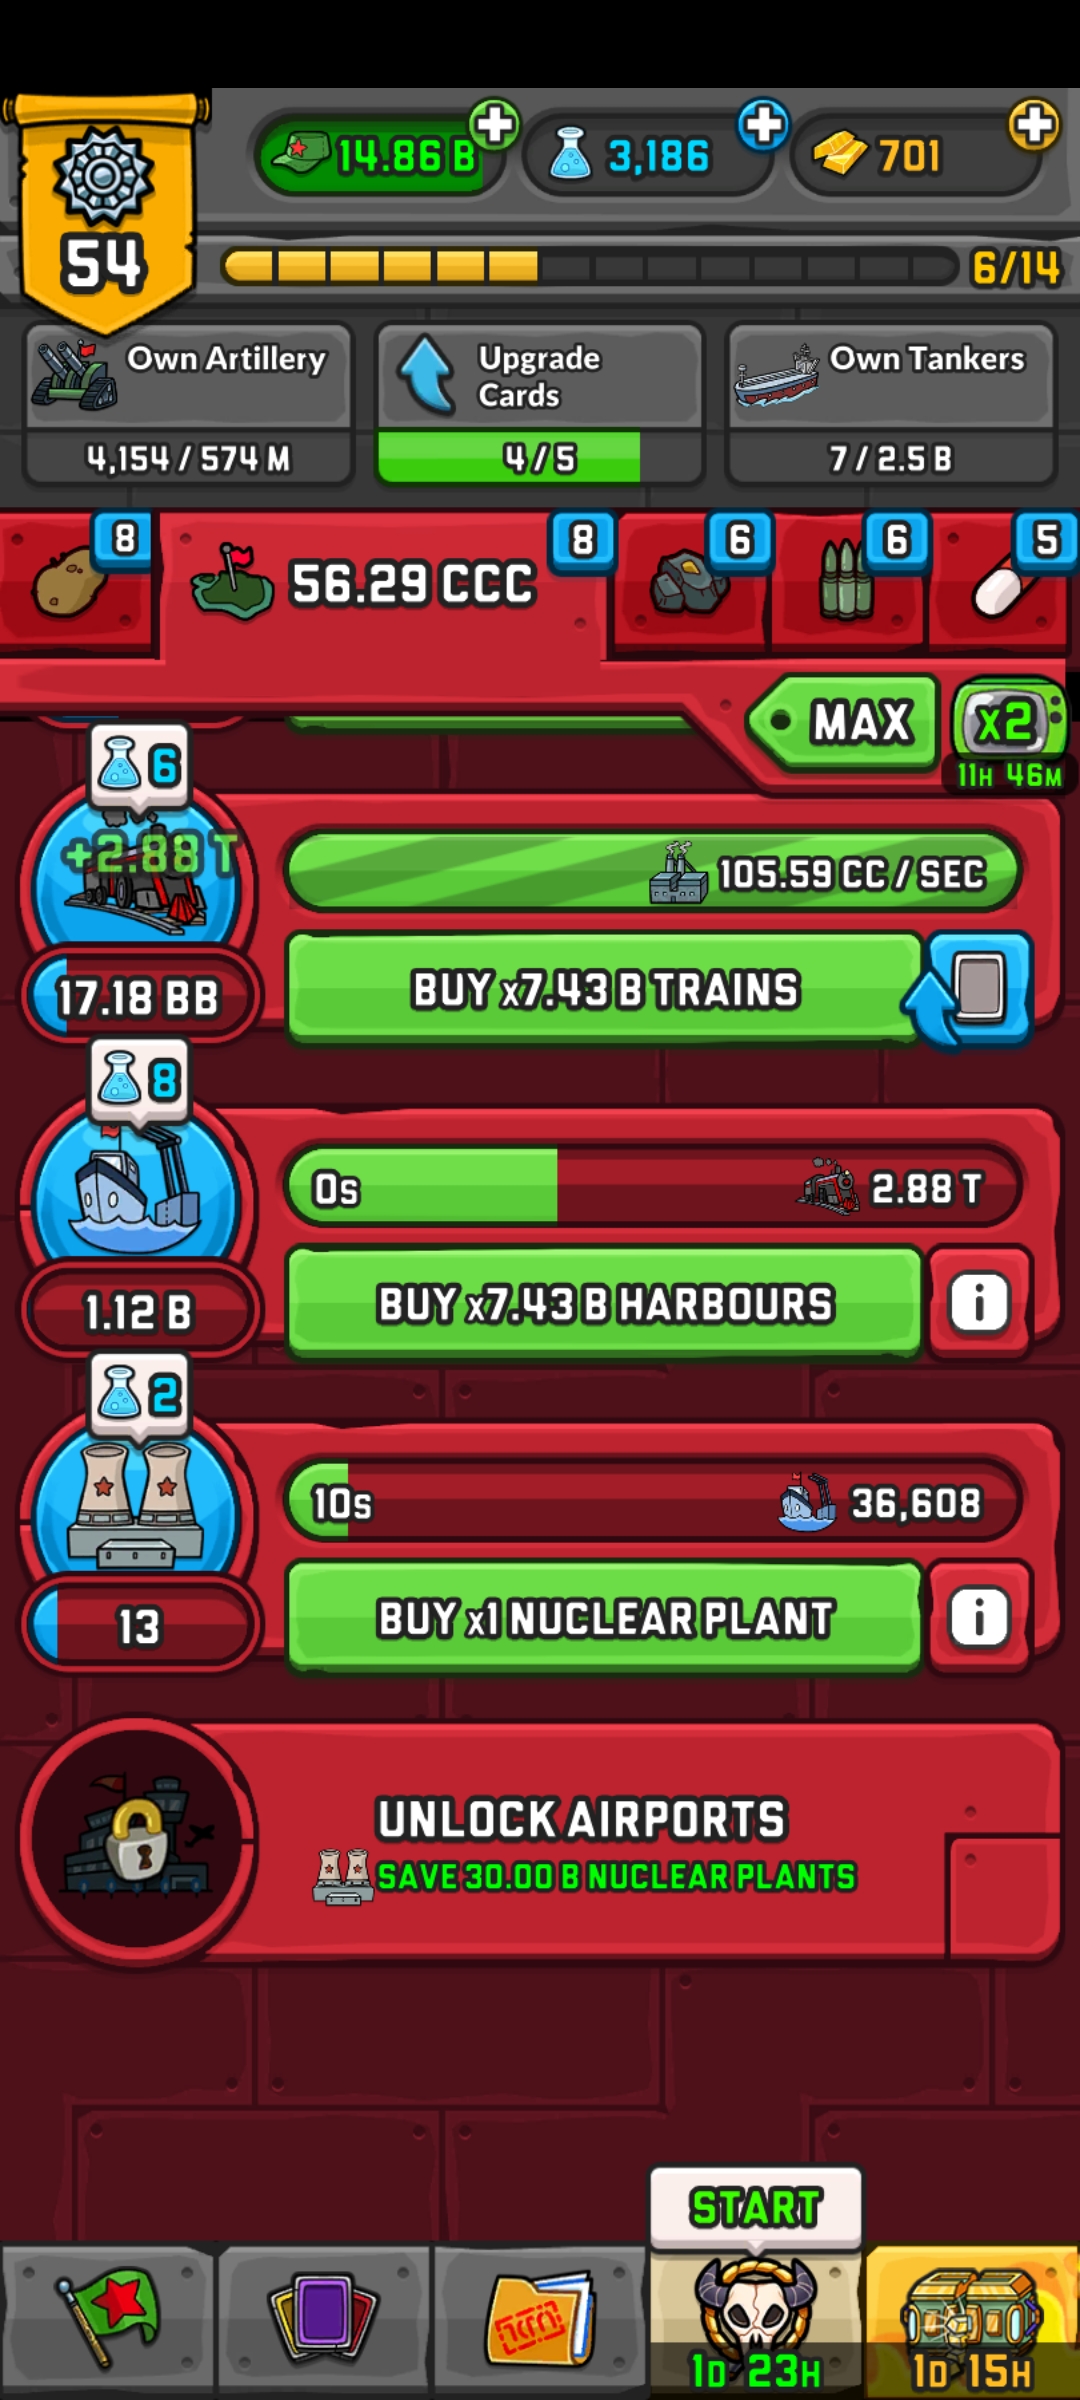 54
14.86 B
3,186
701
6/14
Own Artillery
4,154 / 574 M
Upgrade
Cards
4 / 5
Own Tankers
7 / 2.5 B
8
56.29 CCC
8
6
6
5
MAX
x2
11H 46M
6
+2.88 T
105.59 CC / SEC
17.18 BB
BUY x7.43 B TRAINS
8
0s
2.88 T
1.12 B
BUY x7.43 B HARBOURS
i
2
10s
36,608
13
BUY x1 NUCLEAR PLANT
i
UNLOCK AIRPORTS
SAVE 30.00 B NUCLEAR PLANTS
START
1D 23H
1D 15H